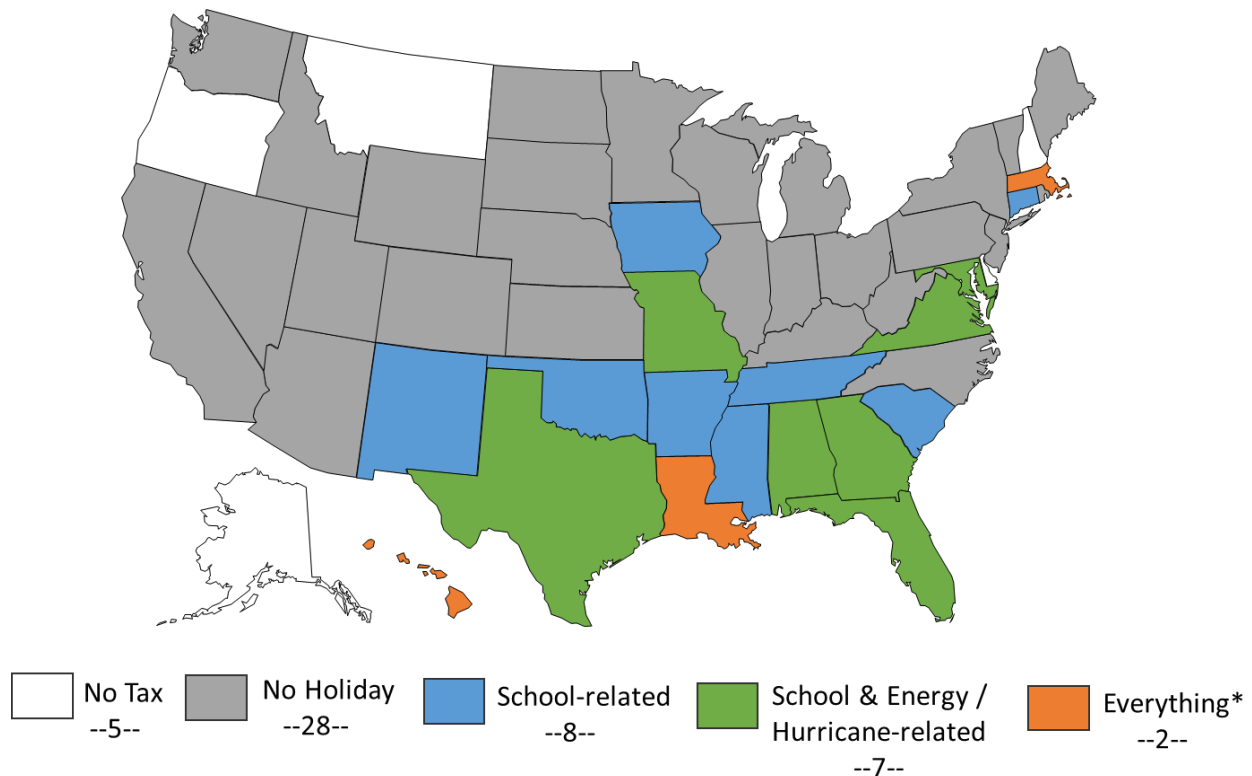 No Tax
--5--
No Holiday
--28--
School-related
--8--
School & Energy /
Hurricane-related
--7--
Everything*
--2--